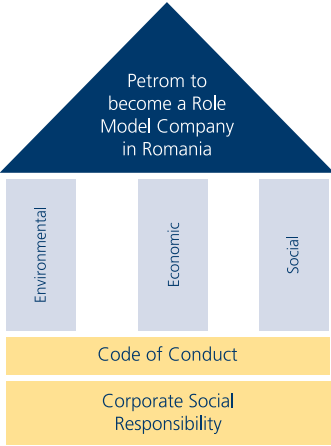 Petrom to
become a Role
Model Company
in Romania
Environmental
Economic
Social
Code of Conduct
Corporate Social
Responsibility